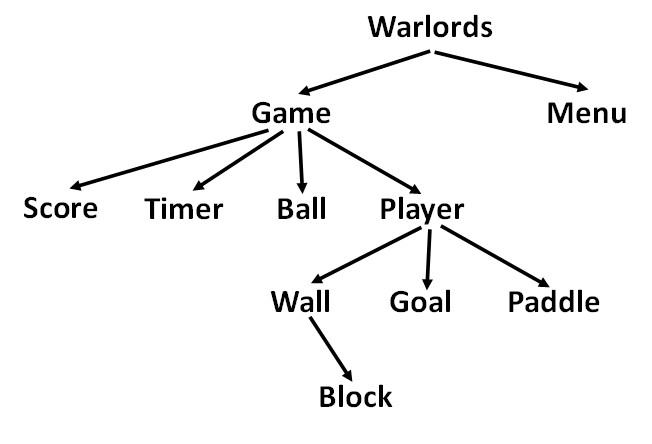 Warlords
Game Menu
Score Timer Ball Player
Wall Goal Paddle
Block